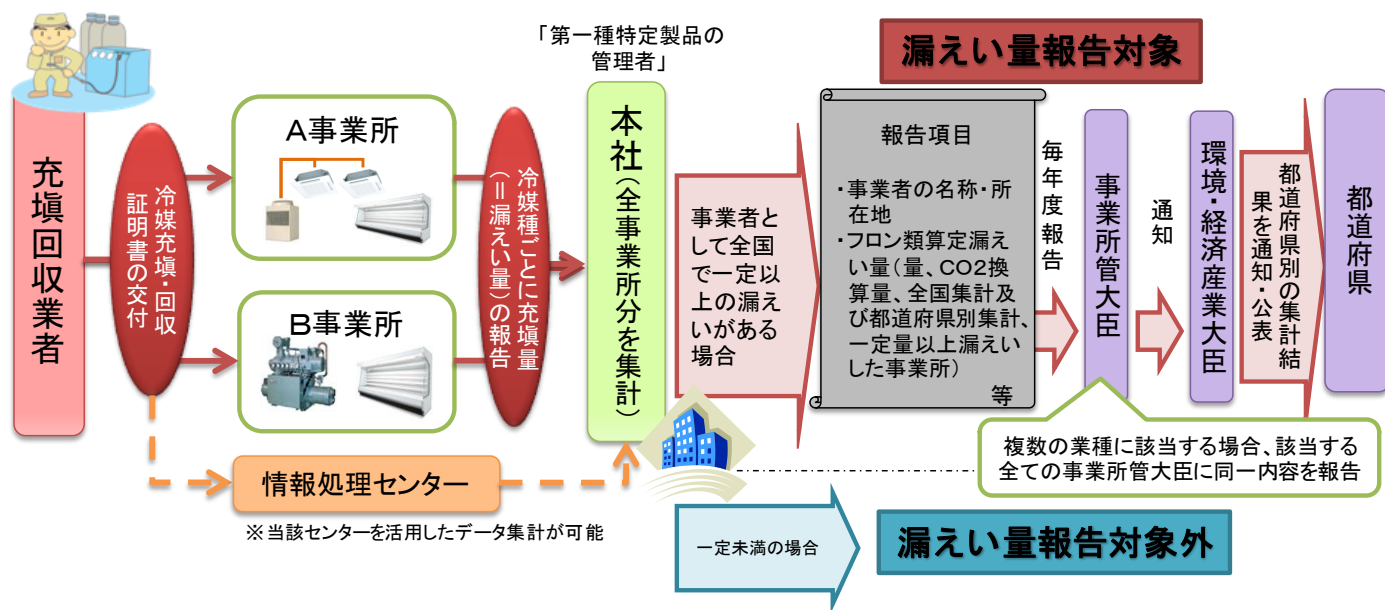 「第一種特定製品の
管理者」
漏えい量報告対象
充塡回収業者
冷媒充塡・回収
証明書の交付
A事業所
B事業所
冷媒種ごとに充塡量
(＝漏えい量)の報告
本社(全事業所分を集計)
事業者と
して全国
で一定以
上の漏え
いがある
場合
報告項目
・事業者の名称・所
在地
・フロン類算定漏え
い量(量、CO2換
算量、全国集計及
び都道府県別集計、
一定量以上漏えい
した事業所)
等
毎年度報告
事業所管大臣
通知
環境・経済産業大臣
都道府県別の集計結
果を通知・公表
都道府県
複数の業種に該当する場合、該当する
全ての事業所管大臣に同一内容を報告
情報処理センター
※当該センターを活用したデータ集計が可能
一定未満の場合
漏えい量報告対象外